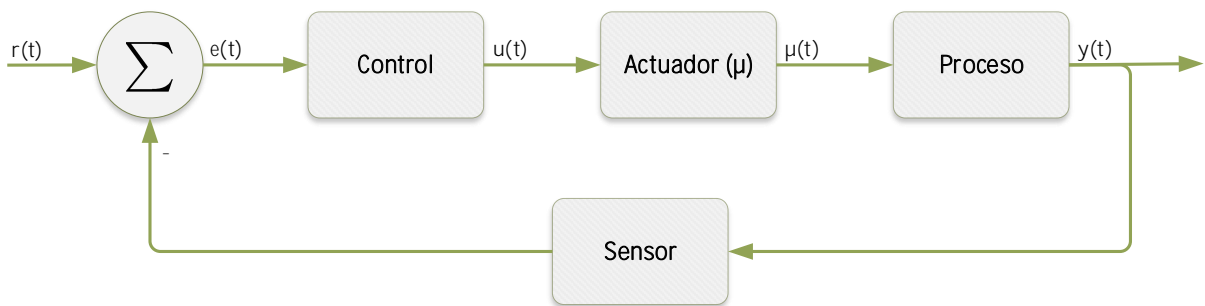 r(t)
Σ
e(t)
Control
u(t)
Actuador (µ)
µ(t)
Proceso
y(t)
-
Sensor